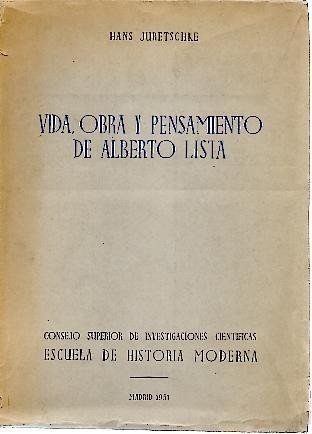 HANS JURETSCHKE
VIDA, OBRA Y PENSAMIENTO
DE ALBERTO LISTA
CONSEJO SUPERIOR DE INVESTIGACIONES CIENTIFICAS
ESCUELA DE HISTORIA MODERNA
MADRID 1951